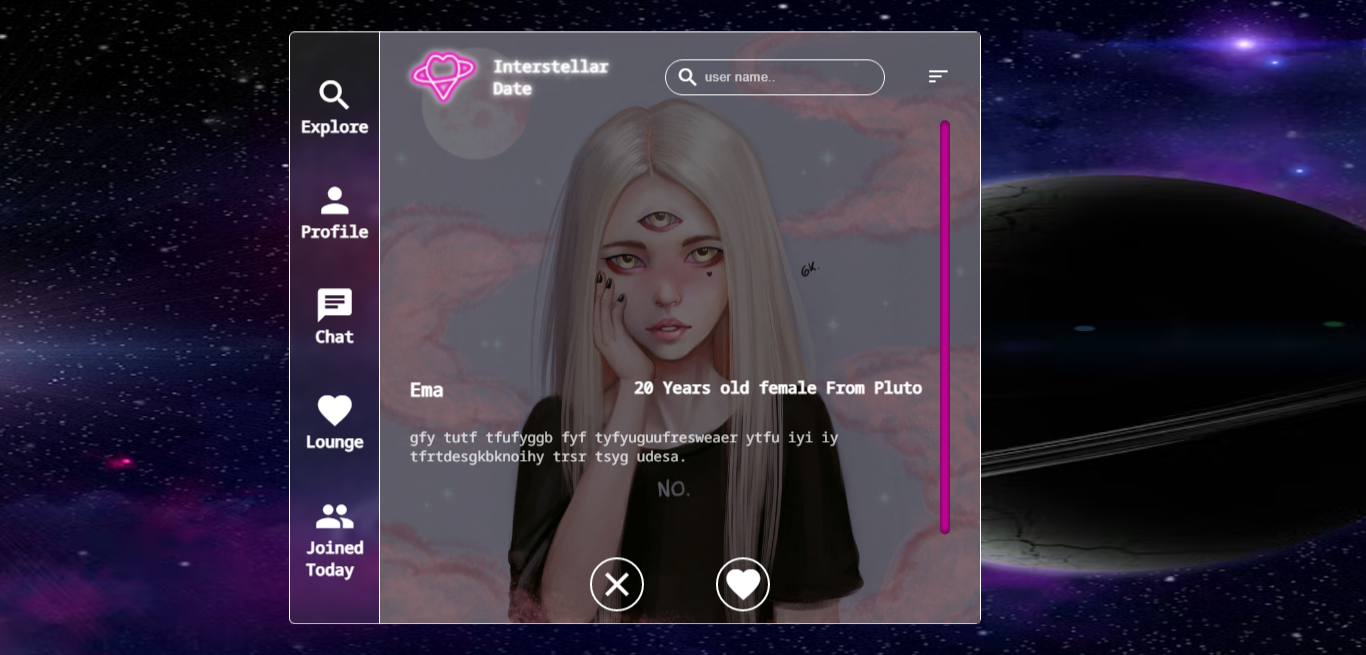 Interstellar
Date
user name..
Explore
Profile
Chat
Lounge
Joined
Today
GK.
Ema
20 Years old female From Pluto
gfy tutf tfufyggb fyf tyfyuguufresweaer ytfu iyi iy
tfrtdesgkbknoihy trsr tsyg udesa.
NO.